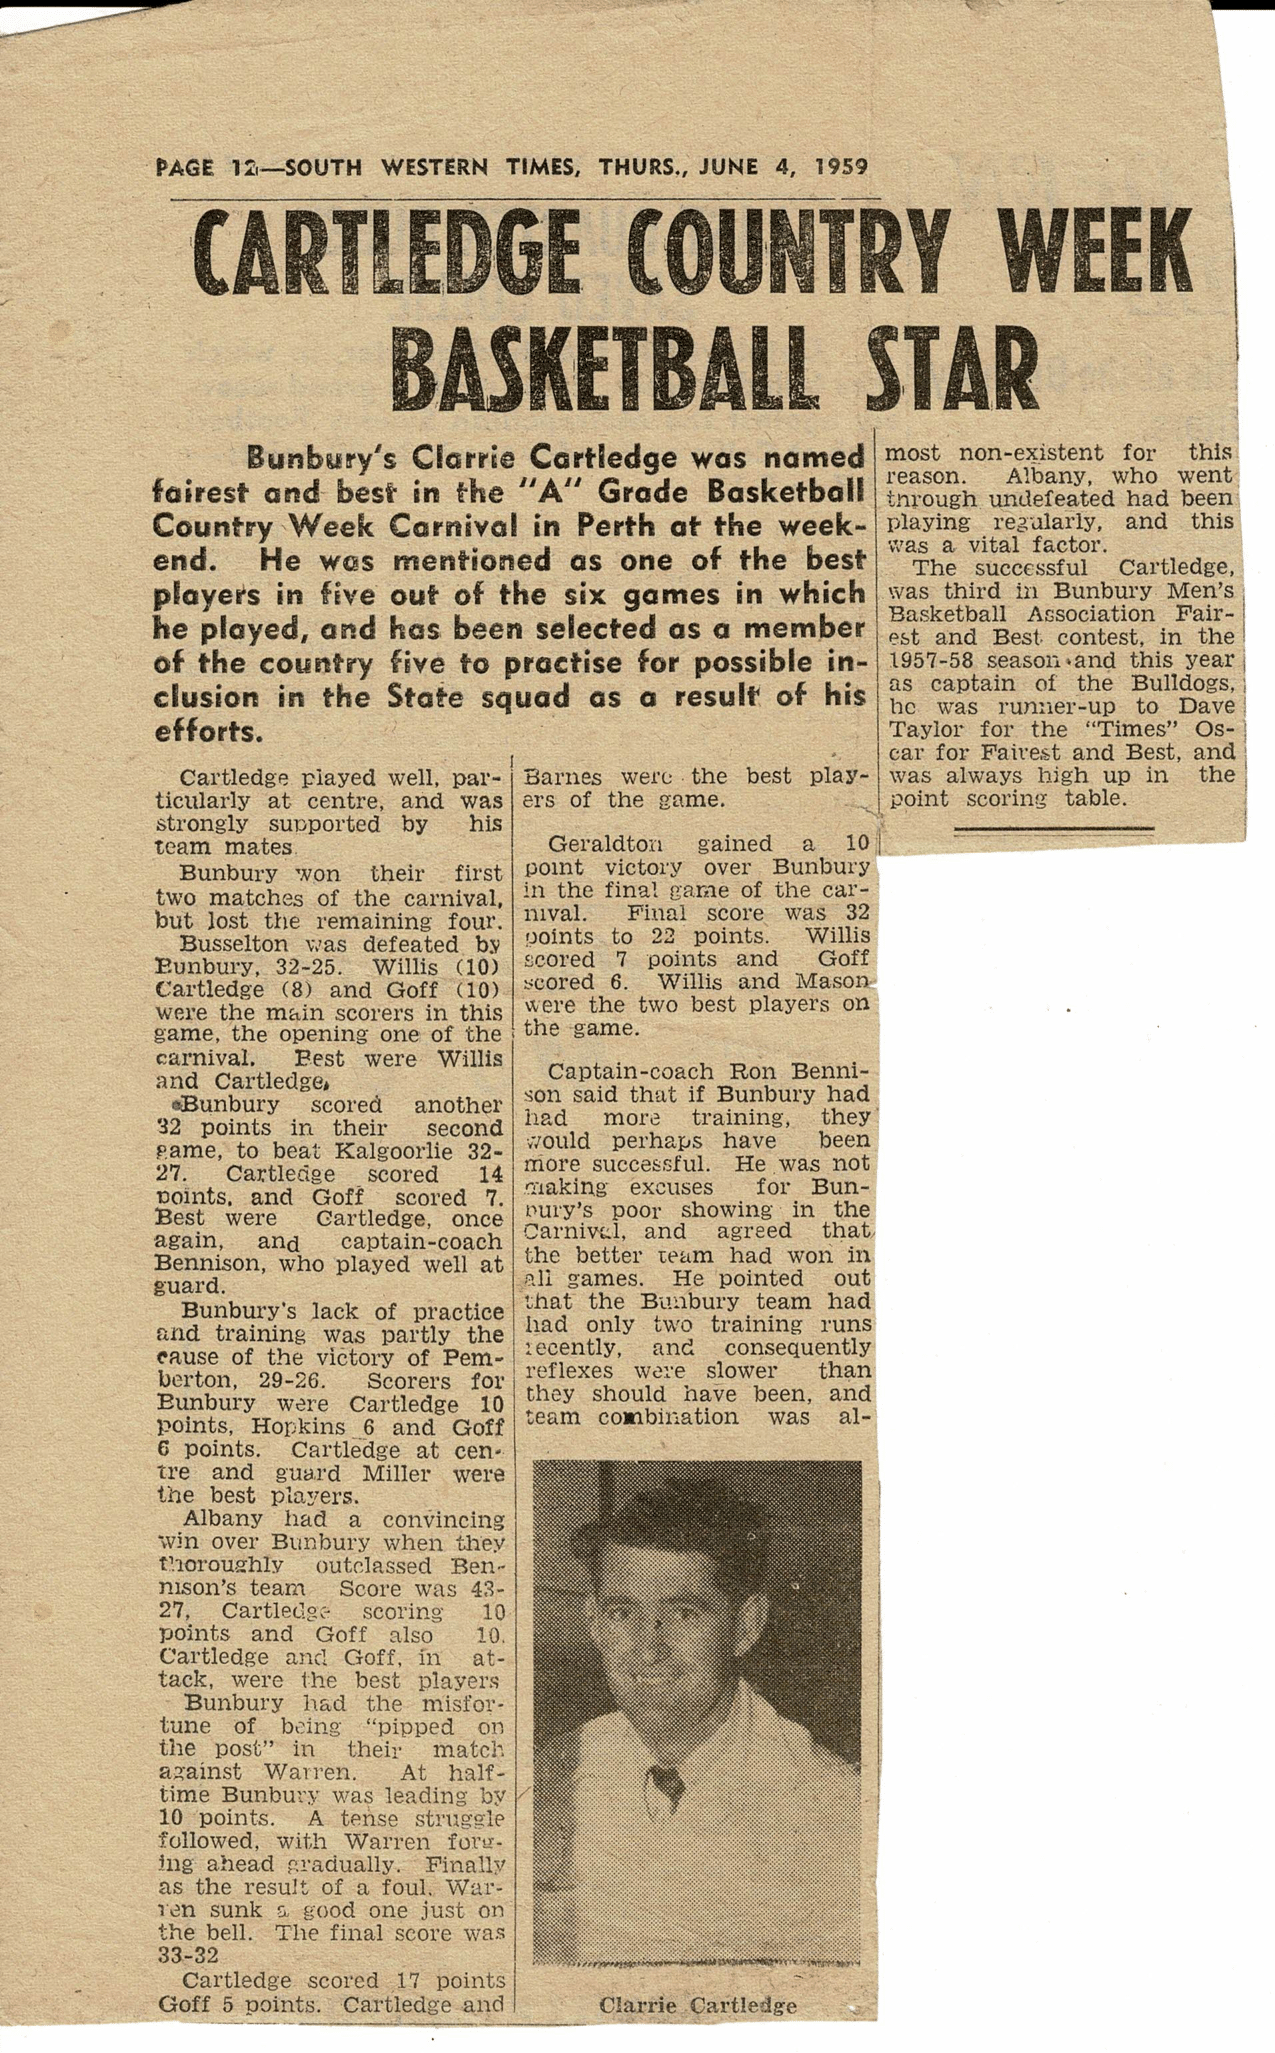 PAGE 12—SOUTH WESTERN TIMES, THURS., JUNE 4, 1959
CARTLEDGE COUNTRY WEEK
BASKETBALL STAR
Bunbury's Clarrie Cartledge was named
fairest and best in the "A" Grade Basketball
Country Week Carnival in Perth at the week-
end. He was mentioned as one of the best
players in five out of the six games in which
he played, and has been selected as a member
of the country five to practise for possible in-
clusion in the State squad as a result of his
efforts.
Cartledge played well, par-
ticularly at centre, and was
strongly supported by his
team mates.
Bunbury won their first
two matches of the carnival,
but lost the remaining four.
Busselton was defeated by
Bunbury, 32-25. Willis (10)
Cartledge (8) and Goff (10)
were the main scorers in this
game, the opening one of the
carnival. Best were Willis
and Cartledge.
Bunbury scored another
32 points in their second
game, to beat Kalgoorlie 32-
27. Cartledge scored 14
points, and Goff scored 7.
Best were Cartledge, once
again, and captain-coach
Bennison, who played well at
guard.
Bunbury's lack of practice
and training was partly the
cause of the victory of Pem-
berton, 29-26. Scorers for
Bunbury were Cartledge 10
points, Hopkins 6 and Goff
6 points. Cartledge at cen-
tre and guard Miller were
the best players.
Albany had a convincing
win over Bunbury when they
thoroughly outclassed Ben-
nison's team Score was 43-
27, Cartledge scoring 10
points and Goff also 10.
Cartledge and Goff, in at-
tack, were the best players
Bunbury had the misfor-
tune of being "pipped on
the post" in their match
against Warren. At half-
time Bunbury was leading by
10 points. A tense struggle
followed, with Warren forg-
ing ahead gradually. Finally
as the result of a foul, War-
ren sunk a good one just on
the bell. The final score was
33-32
Cartledge scored 17 points
Goff 5 points. Cartledge and
Barnes were the best play-
ers of the game.
Geraldton gained a 10
point victory over Bunbury
in the final game of the car-
nival. Final score was 32
points to 22 points. Willis
scored 7 points and Goff
scored 6. Willis and Mason
were the two best players on
the game.
Captain-coach Ron Benni-
son said that if Bunbury had
had more training, they
would perhaps have been
more successful. He was not
making excuses for Bun-
bury's poor showing in the
Carnival, and agreed that
the better team had won in
all games. He pointed out
that the Bunbury team had
had only two training runs
recently, and consequently
reflexes were slower than
they should have been, and
team combination was al-
most non-existent for this
reason. Albany, who went
through undefeated had been
playing regularly, and this
was a vital factor.
The successful Cartledge,
was third in Bunbury Men's
Basketball Association Fair-
est and Best contest, in the
1957-58 season and this year
as captain of the Bulldogs,
he was runner-up to Dave
Taylor for the "Times" Os-
car for Fairest and Best, and
was always high up in the
point scoring table.
Clarrie Cartledge